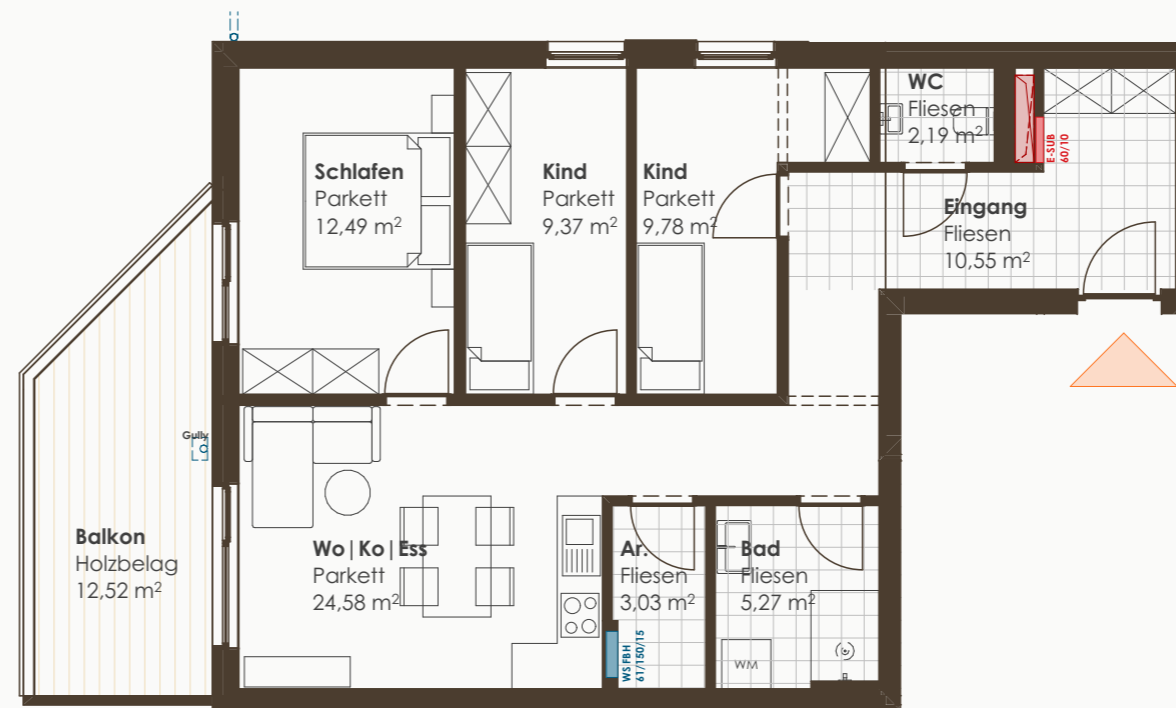 WC
Fliesen
2,19 m²
E-SUB
60/10
Schlafen
Parkett
12,49 m²
Kind
Parkett
9,37 m²
Kind
Parkett
9,78 m²
Eingang
Fliesen
10,55 m²
Gully
Balkon
Holzbelag
12,52 m²
Wo|Ko|Ess
Parkett
24,58 m²
Ar.
Fliesen
3,03 m²
Bad
Fliesen
5,27 m²
WS FBH
61/150/15
WM